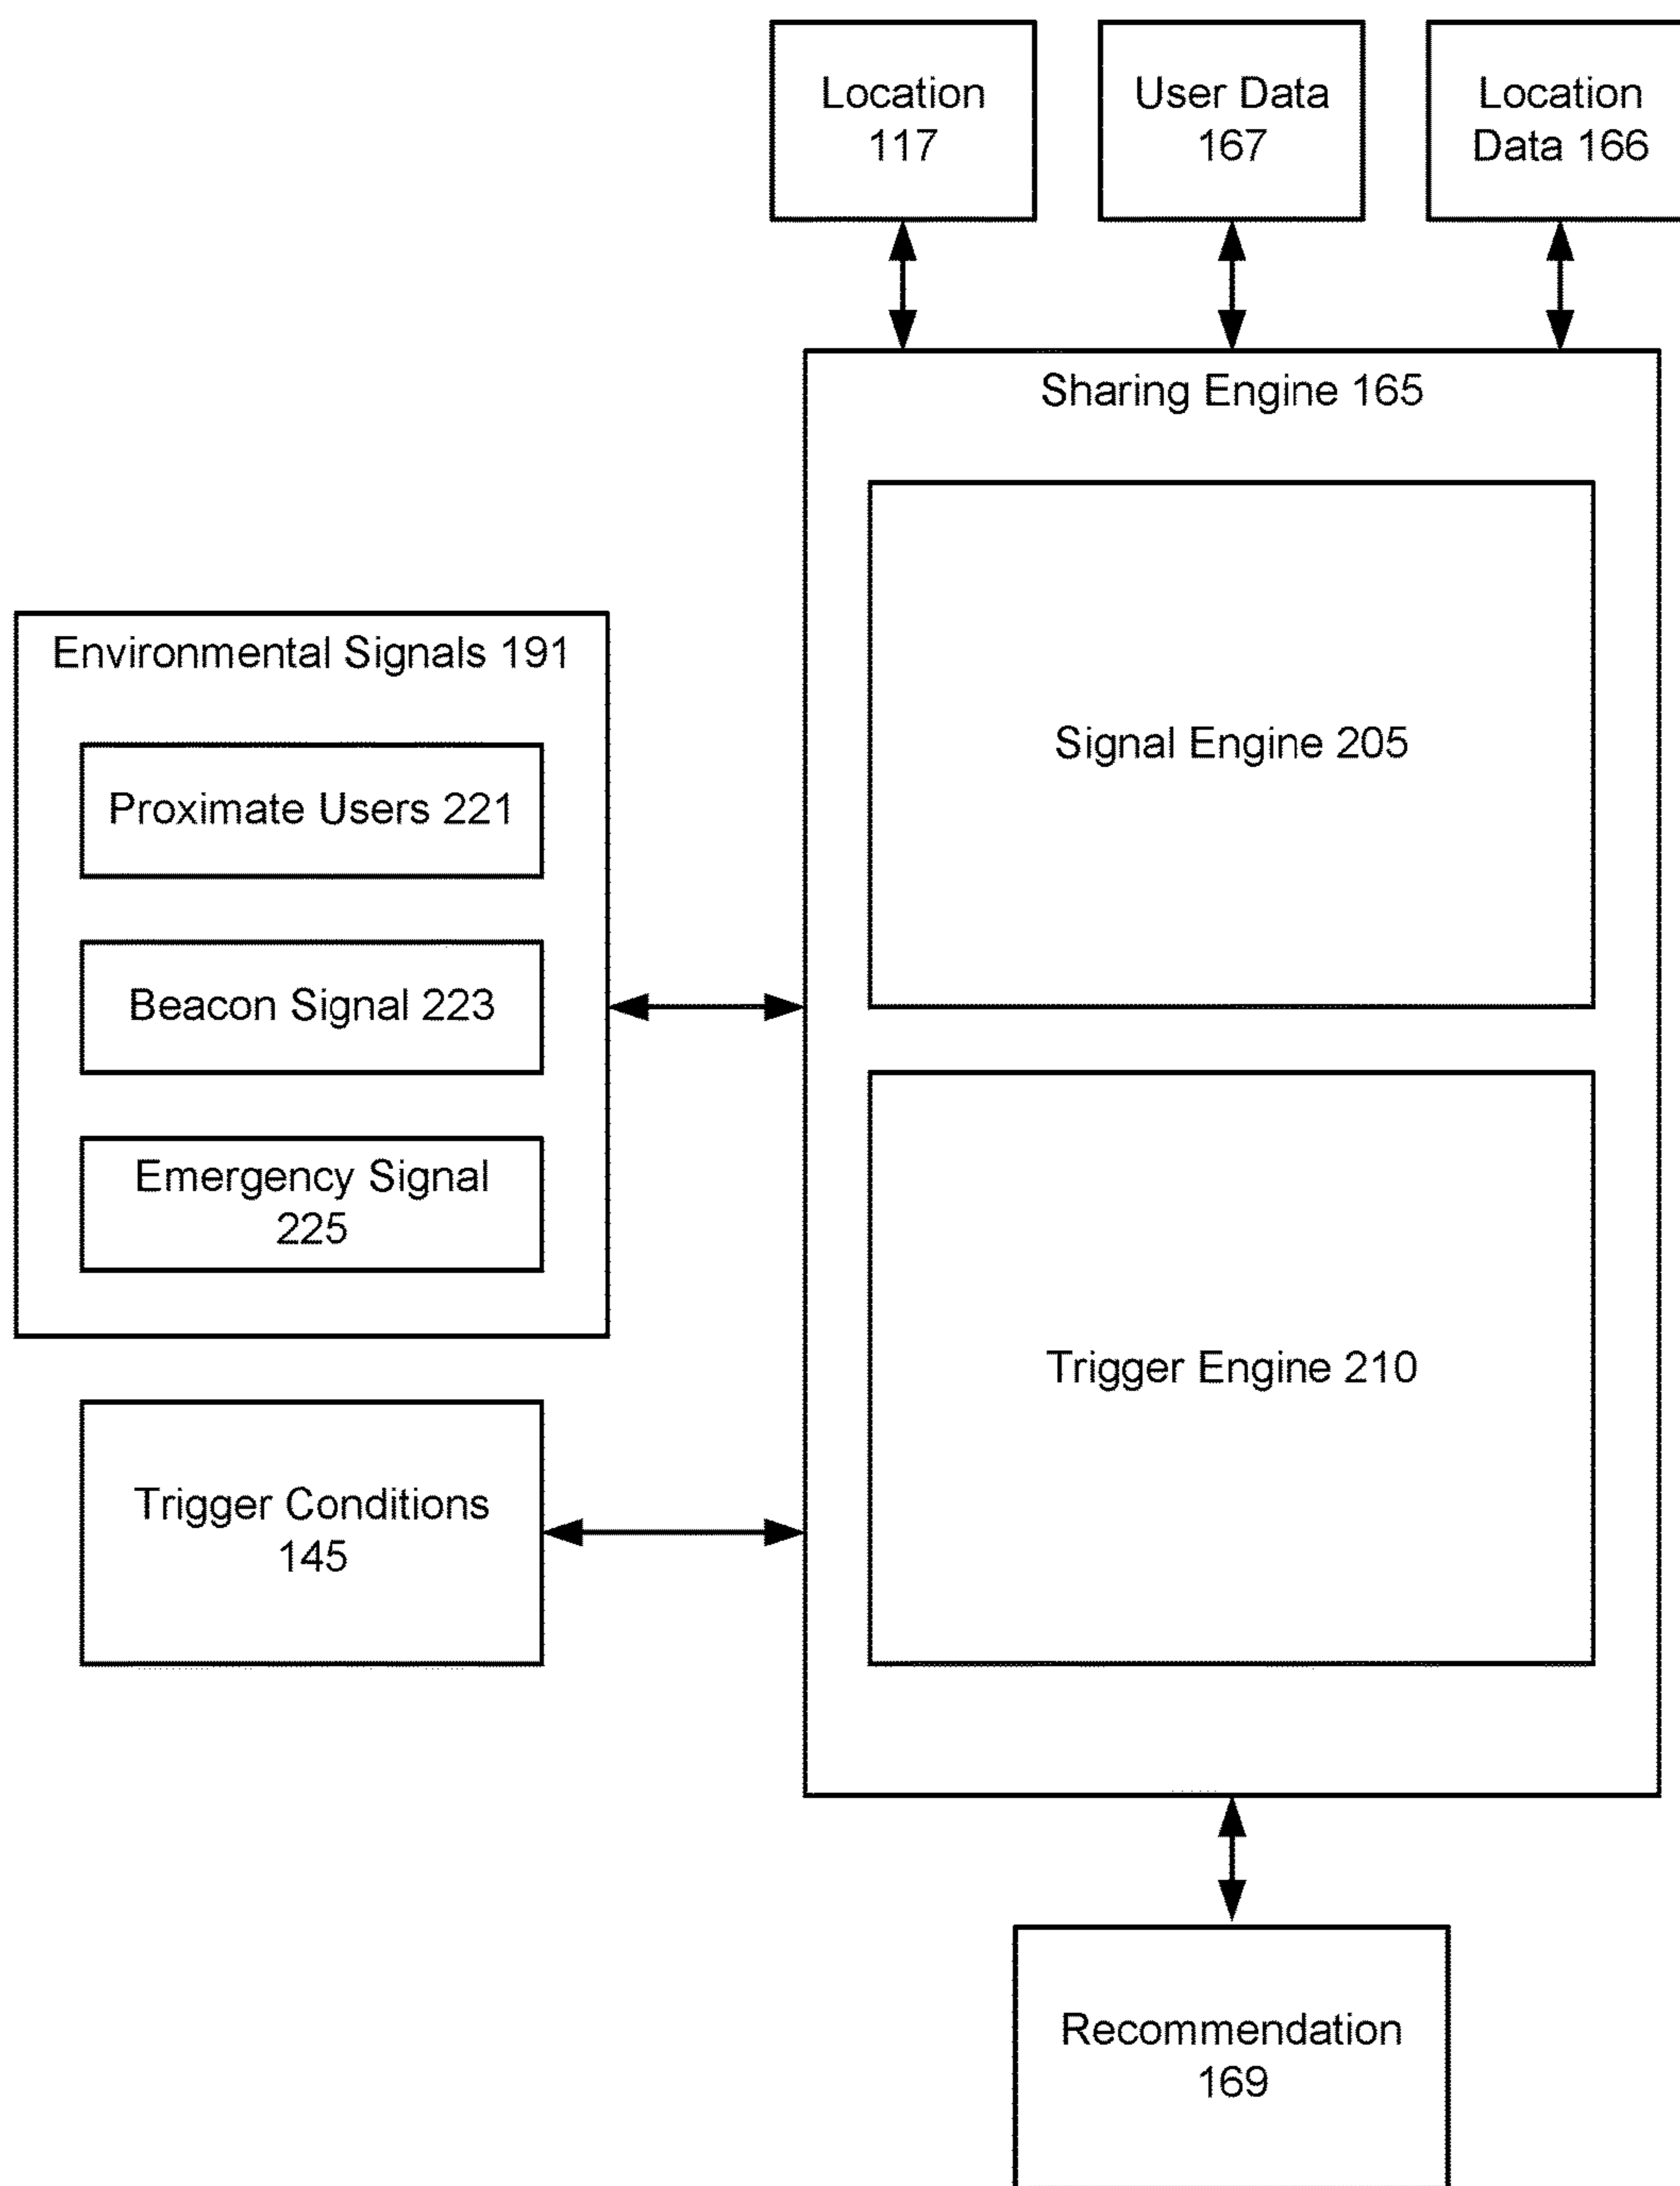 Location
117
User Data
167
Location
Data 166
Sharing Engine 165
Signal Engine 205
Environmental Signals 191
Proximate Users 221
Beacon Signal 223
Emergency Signal
225
Trigger Engine 210
Trigger Conditions
145
Recommendation
169